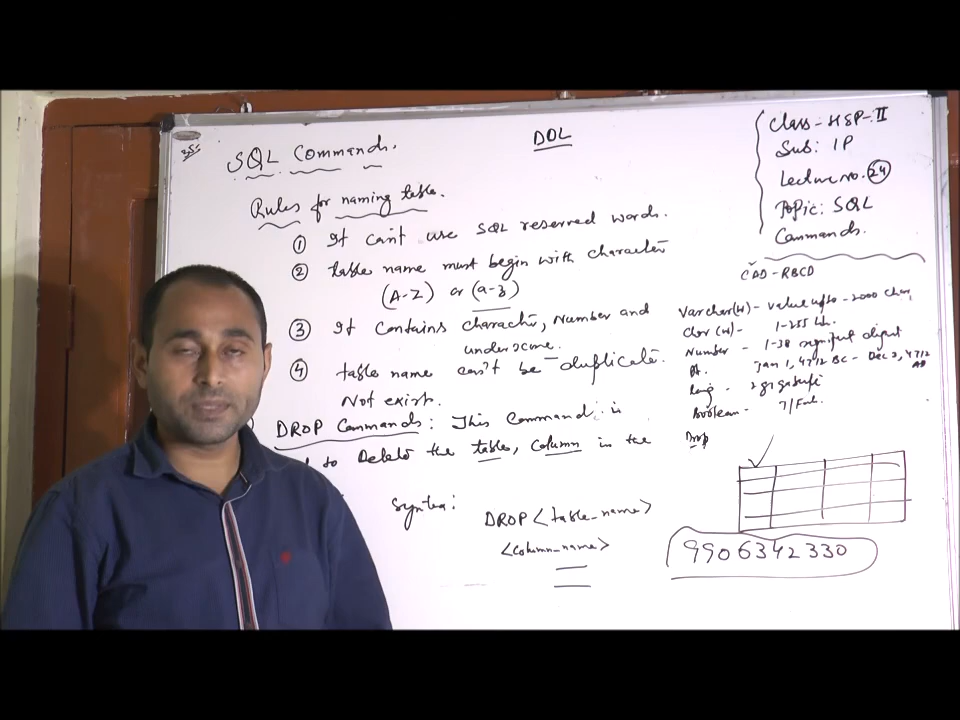 SQL Commands.
DDL
Rules for naming table.
① It can't use SQL reserved words.
② table name must begin with character
(A-Z) or (a-z)
③ It contains character, Number and
underscore.
④ table name can't be duplicate.
Not exist.
DROP Commands: This Command is
to Delete the table, column in the
Syntax:
DROP <table_name>
<column_name>
Class - HSP-II
Sub: IP
Lecture no. 24
Topic: SQL
Commands.
Varchar(w) - value upto - 2000 char,
Char (w) - 1-255
Number - 1-38
Jan 1, 4712 BC - Dec 3, 4712
AD
Long -
Boolean -
Drop
9906342330